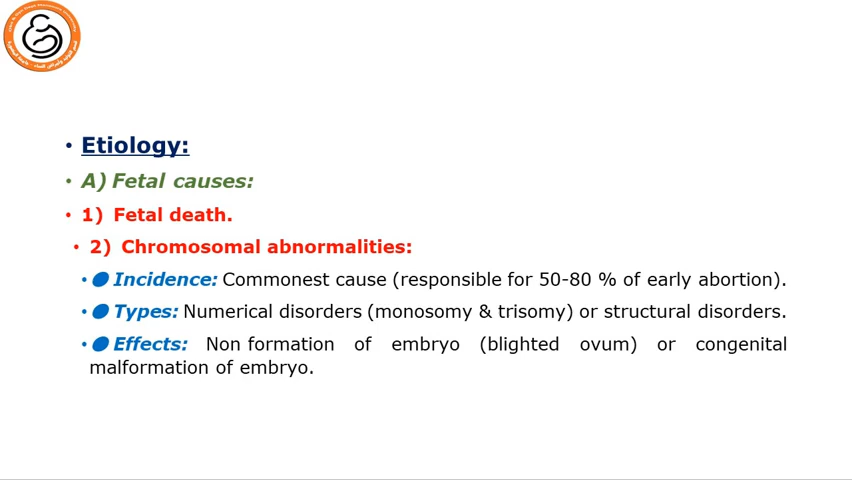 • Etiology:
• A) Fetal causes:
• 1) Fetal death.
• 2) Chromosomal abnormalities:
• Incidence: Commonest cause (responsible for 50-80 % of early abortion).
• Types: Numerical disorders (monosomy & trisomy) or structural disorders.
• Effects: Non formation of embryo (blighted ovum) or congenital
malformation of embryo.